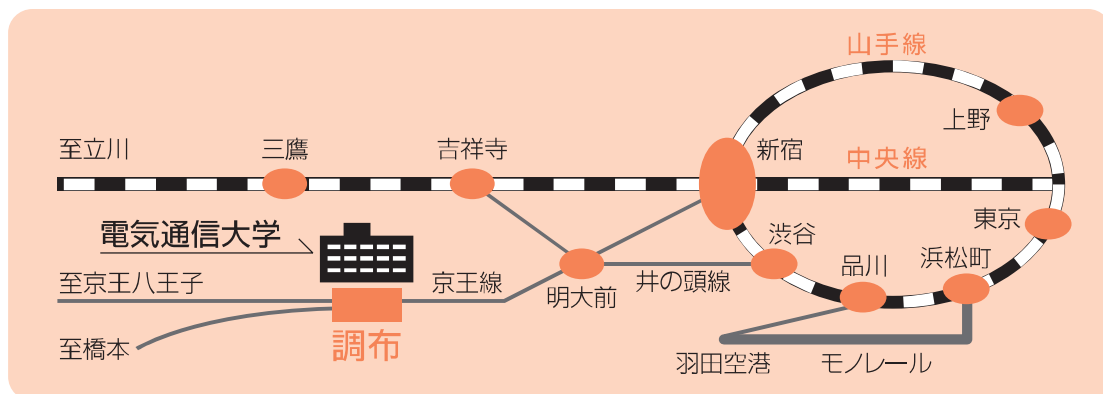 山手線
上野
至立川
三鷹
吉祥寺
新宿
中央線
電気通信大学
東京
渋谷
浜松町
品川
至京王八王子
京王線
明大前
井の頭線
調布
至橋本
羽田空港
モノレール